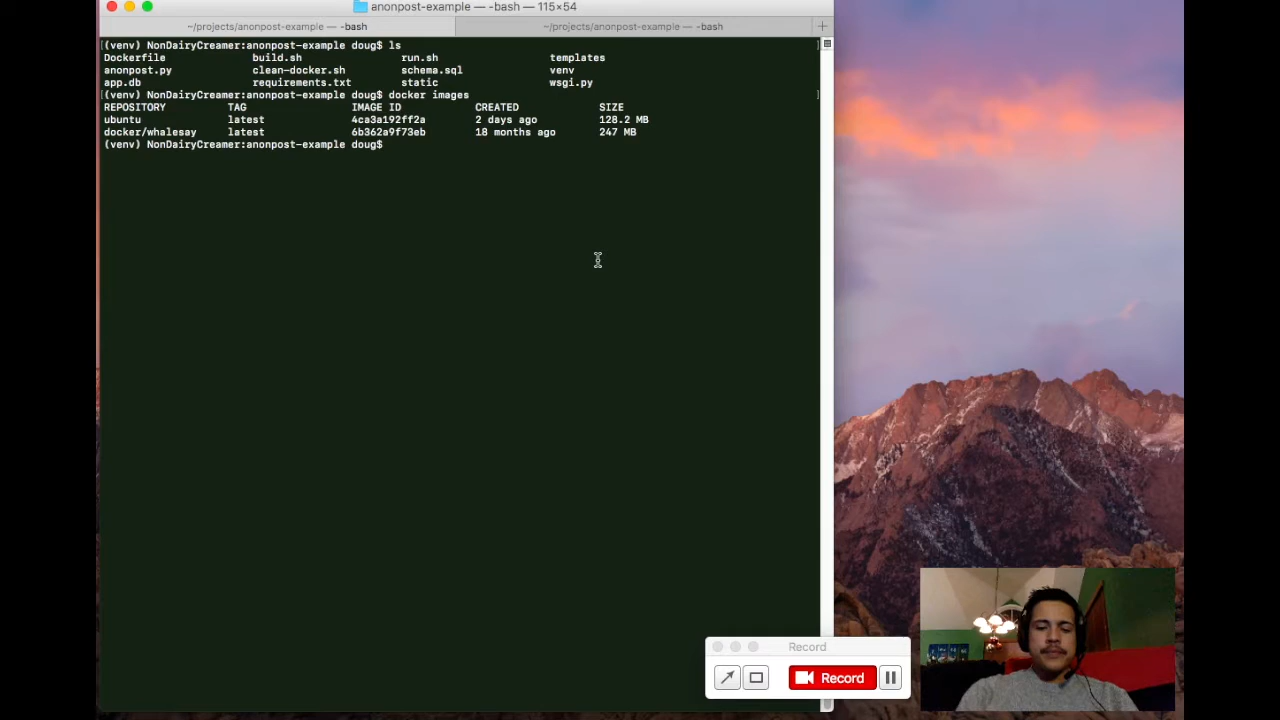 anonpost-example — -bash — 115×54
~/projects/anonpost-example — -bash ~/projects/anonpost-example — -bash +
[(venv) NonDairyCreamer:anonpost-example doug$ ls ]
Dockerfile build.sh run.sh templates
anonpost.py clean-docker.sh schema.sql venv
app.db requirements.txt static wsgi.py
[(venv) NonDairyCreamer:anonpost-example doug$ docker images ]
REPOSITORY TAG IMAGE ID CREATED SIZE
ubuntu latest 4ca3a192ff2a 2 days ago 128.2 MB
docker/whalesay latest 6b362a9f73eb 18 months ago 247 MB
(venv) NonDairyCreamer:anonpost-example doug$
Record
Record